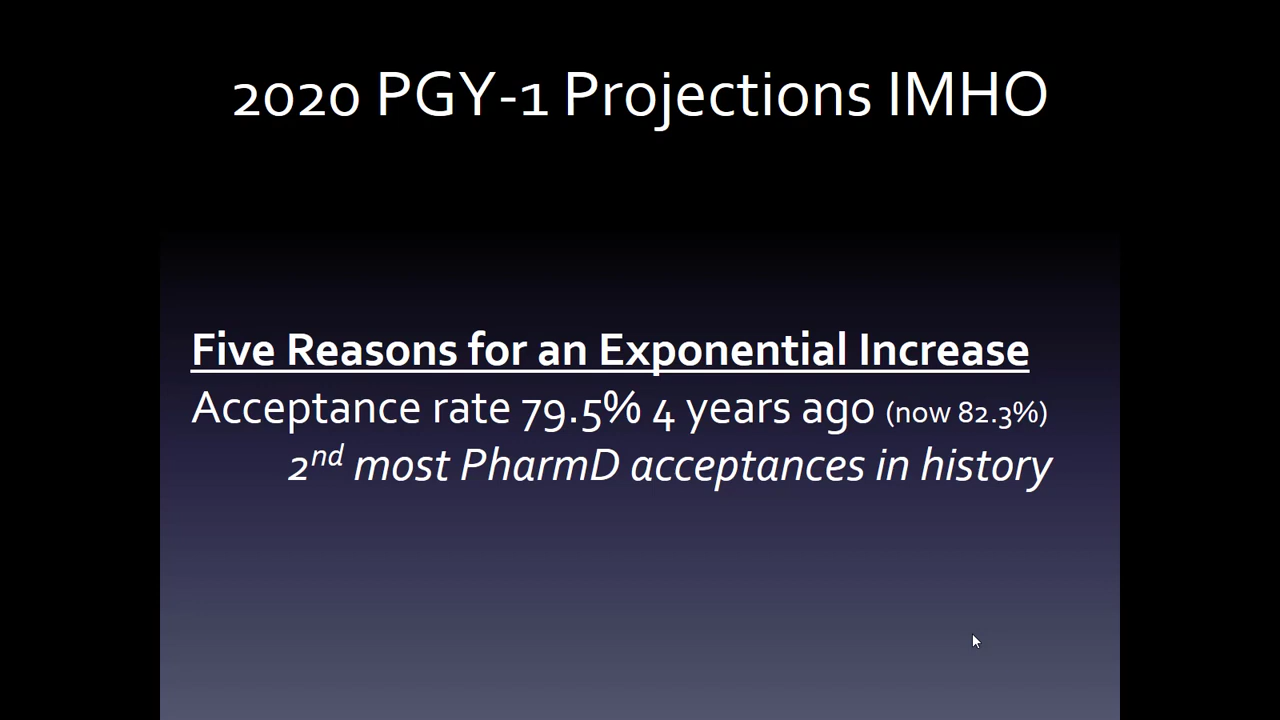 2020 PGY-1 Projections IMHO
Five Reasons for an Exponential Increase
Acceptance rate 79.5% 4 years ago (now 82.3%)
2nd most PharmD acceptances in history